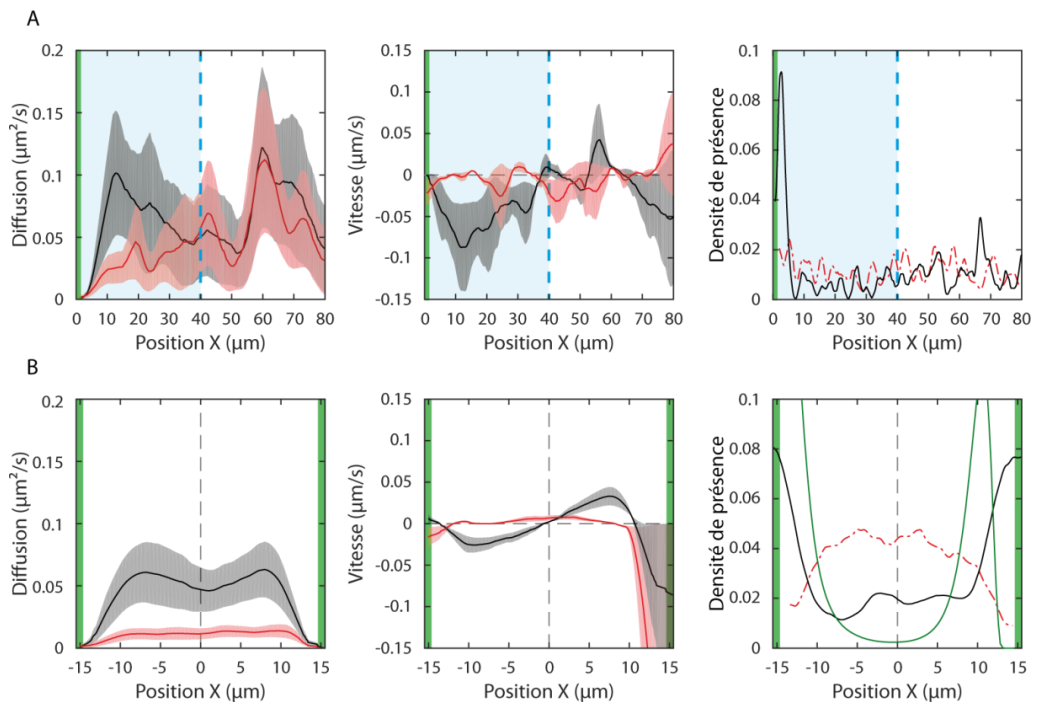 A
Diffusion (µm²/s)
0.2
0.15
0.1
0.05
0
0 10 20 30 40 50 60 70 80
Position X (µm)
Vitesse (µm/s)
0.15
0.1
0.05
0
-0.05
-0.1
-0.15
0 10 20 30 40 50 60 70 80
Position X (µm)
Densité de présence
0.1
0.08
0.06
0.04
0.02
0
0 10 20 30 40 50 60 70 80
Position X (µm)
B
Diffusion (µm²/s)
0.2
0.15
0.1
0.05
0
-15 -10 -5 0 5 10 15
Position X (µm)
Vitesse (µm/s)
0.15
0.1
0.05
0
-0.05
-0.1
-0.15
-15 -10 -5 0 5 10 15
Position X (µm)
Densité de présence
0.1
0.08
0.06
0.04
0.02
0
-15 -10 -5 0 5 10 15
Position X (µm)